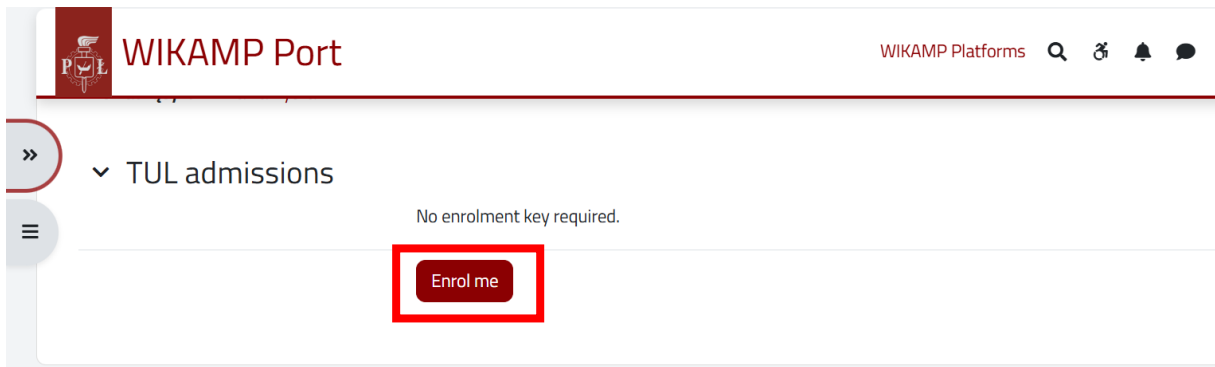 P Ł
WIKAMP Port
WIKAMP Platforms
TUL admissions
No enrolment key required.
Enrol me